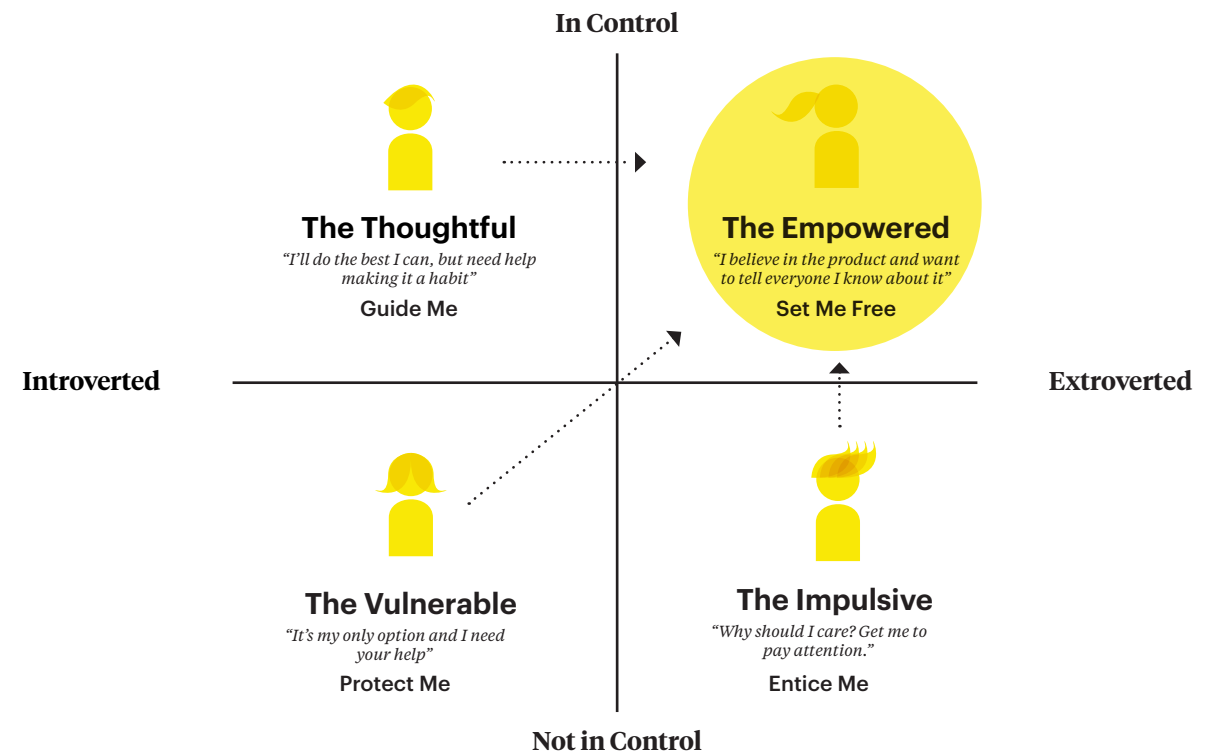 In Control
The Thoughtful
“I’ll do the best I can, but need help
making it a habit”
Guide Me
The Empowered
“I believe in the product and want
to tell everyone I know about it”
Set Me Free
Introverted
Extroverted
The Vulnerable
“It’s my only option and I need
your help”
Protect Me
The Impulsive
“Why should I care? Get me to
pay attention.”
Entice Me
Not in Control